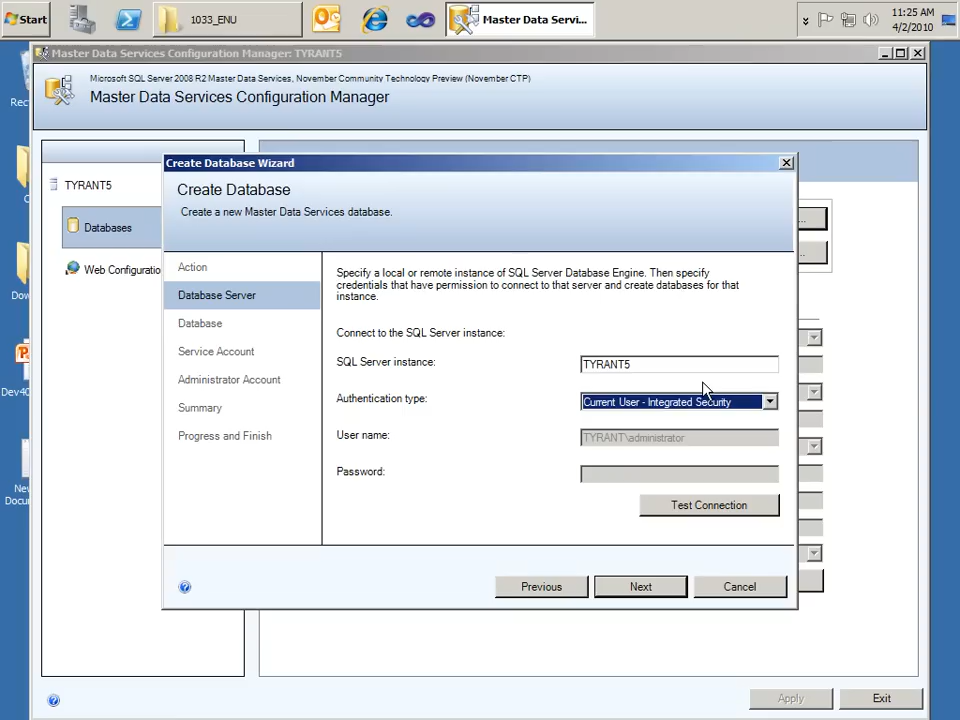 Start
1033_ENU
Master Data Servi...
11:25 AM
4/2/2010
Master Data Services Configuration Manager: TYRANT5
Microsoft SQL Server 2008 R2 Master Data Services, November Community Technology Preview (November CTP)
Master Data Services Configuration Manager
Create Database Wizard
Create Database
Create a new Master Data Services database.
TYRANT5
Databases
Web Configuratio
Action
Database Server
Database
Service Account
Administrator Account
Summary
Progress and Finish
Specify a local or remote instance of SQL Server Database Engine. Then specify
credentials that have permission to connect to that server and create databases for that
instance.
Connect to the SQL Server instance:
SQL Server instance:
TYRANT5
Authentication type:
Current User - Integrated Security
User name:
TYRANT\administrator
Password:
Test Connection
Previous
Next
Cancel
...
...
Apply
Exit
Rec
Dow
Dev40
New
Docum